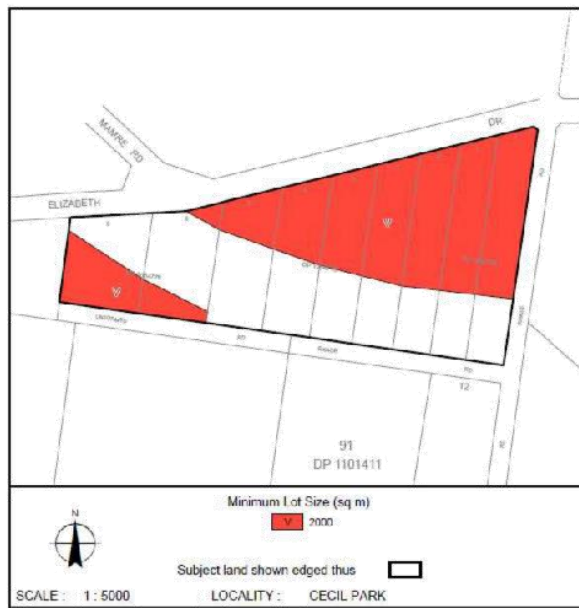 MAMRE RD
DR
ELIZABETH
2
V
V
RD
12
91
DP 1101411
Minimum Lot Size (sq m)
V 2000
N
Subject land shown edged thus
SCALE : 1 : 5000 LOCALITY : CECIL PARK